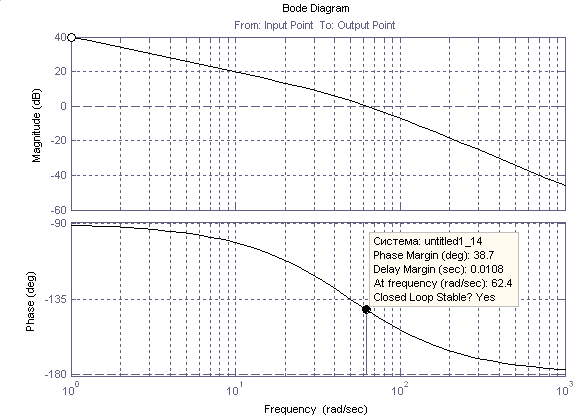 Bode Diagram
From: Input Point To: Output Point
Magnitude (dB)
40
20
0
-20
-40
-60
Phase (deg)
-90
-135
-180
Система: untitled1_14
Phase Margin (deg): 38.7
Delay Margin (sec): 0.0108
At frequency (rad/sec): 62.4
Closed Loop Stable? Yes
10^0 10^1 10^2 10^3
Frequency (rad/sec)